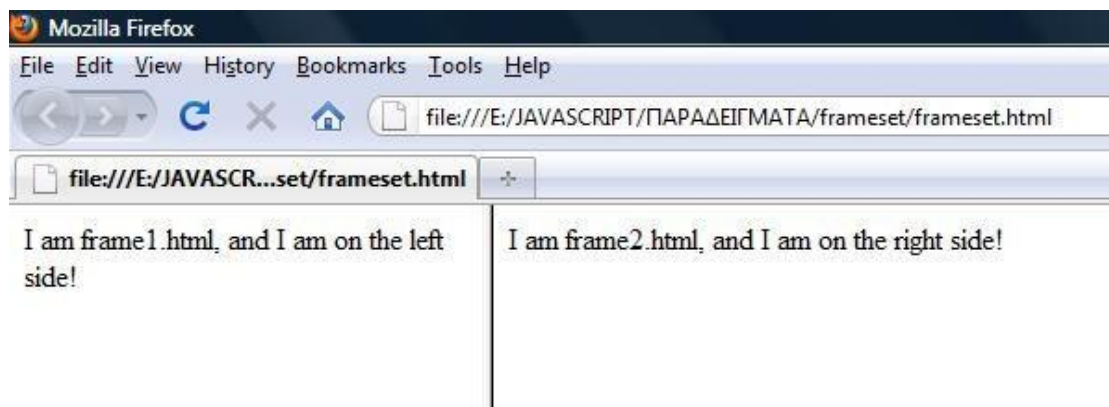 Mozilla Firefox
File Edit View History Bookmarks Tools Help
file:///E:/JAVASCRIPT/ΠΑΡΑΔΕΙΓΜΑΤΑ/frameset/frameset.html
file:///E:/JAVASCR...set/frameset.html
I am frame1.html, and I am on the left
side!
I am frame2.html, and I am on the right side!